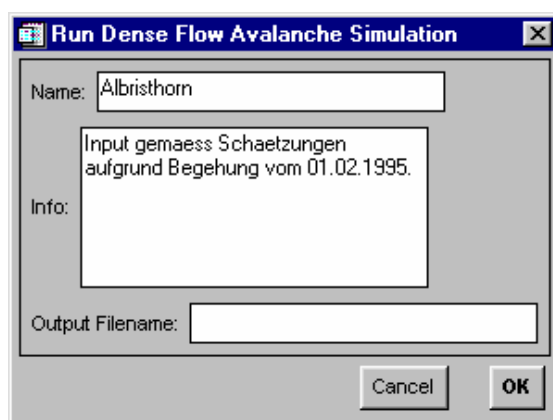 Run Dense Flow Avalanche Simulation
Name: Albristhorn
Input gemaess Schaetzungen
aufgrund Begehung vom 01.02.1995.
Info:
Output Filename:
Cancel OK